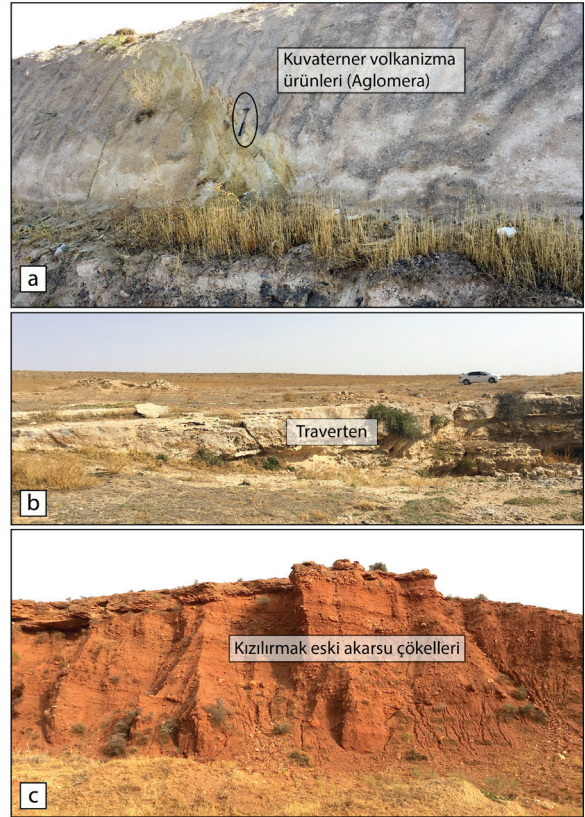 Kuvaterner volkanizma
ürünleri (Aglomera)
a
Traverten
b
Kızılırmak eski akarsu çökelleri
c